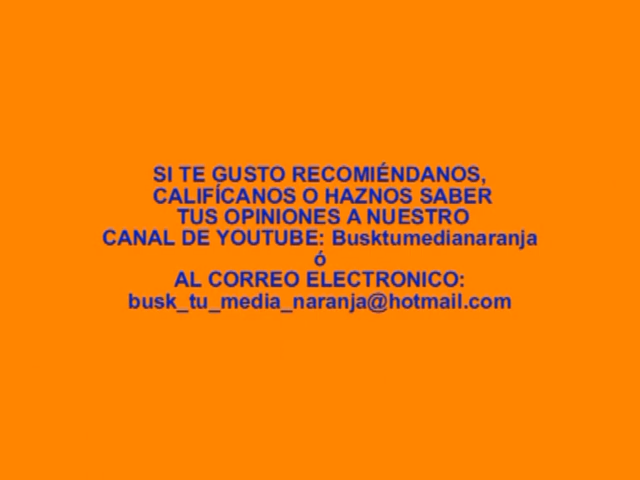 SI TE GUSTO RECOMIÉNDANOS,
CALIFÍCANOS O HAZNOS SABER
TUS OPINIONES A NUESTRO
CANAL DE YOUTUBE: Busktumedianaranja
ó
AL CORREO ELECTRONICO:
busk_tu_media_naranja@hotmail.com